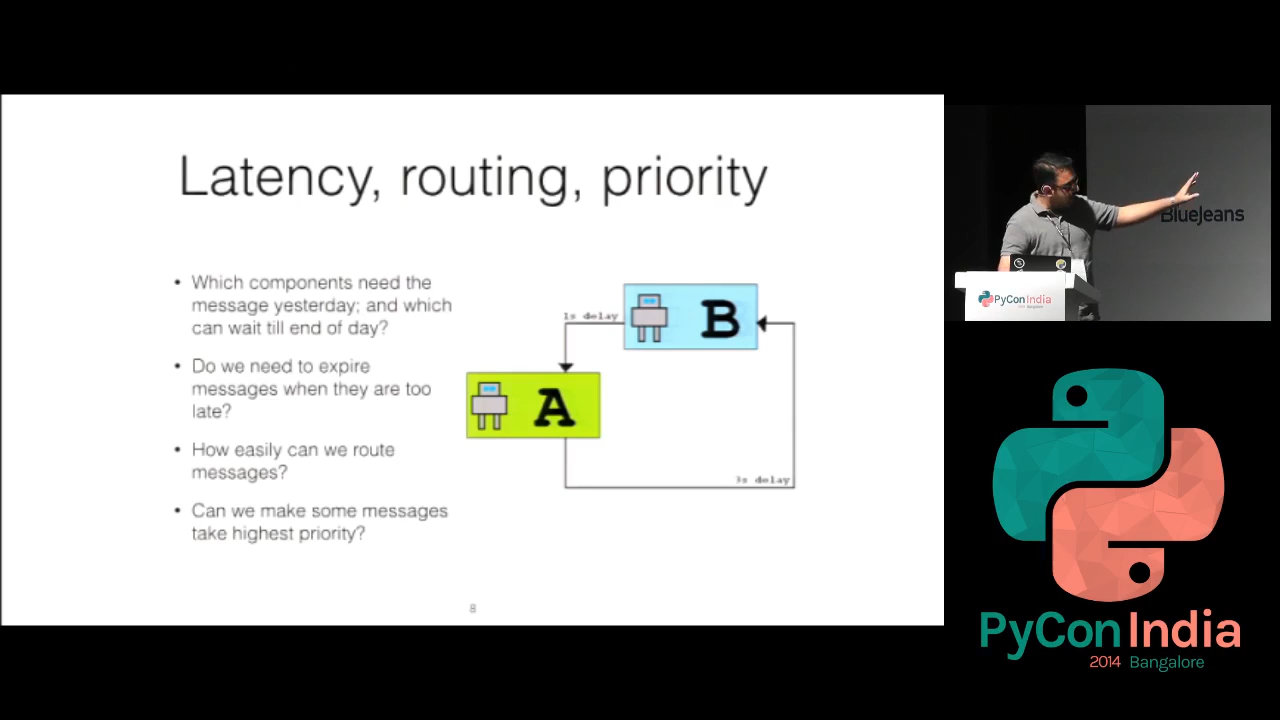 Latency, routing, priority
• Which components need the
message yesterday; and which
can wait till end of day?
• Do we need to expire
messages when they are too
late?
• How easily can we route
messages?
• Can we make some messages
take highest priority?
1s delay
B
A
3s delay
8
BlueJeans
PyConIndia
PyCon India
2014 Bangalore